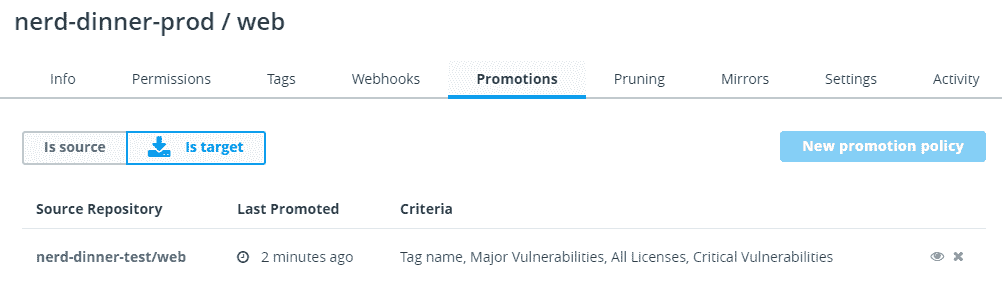 nerd-dinner-prod / web
Info Permissions Tags Webhooks Promotions Pruning Mirrors Settings Activity
Is source Is target New promotion policy
Source Repository Last Promoted Criteria
nerd-dinner-test/web 2 minutes ago Tag name, Major Vulnerabilities, All Licenses, Critical Vulnerabilities